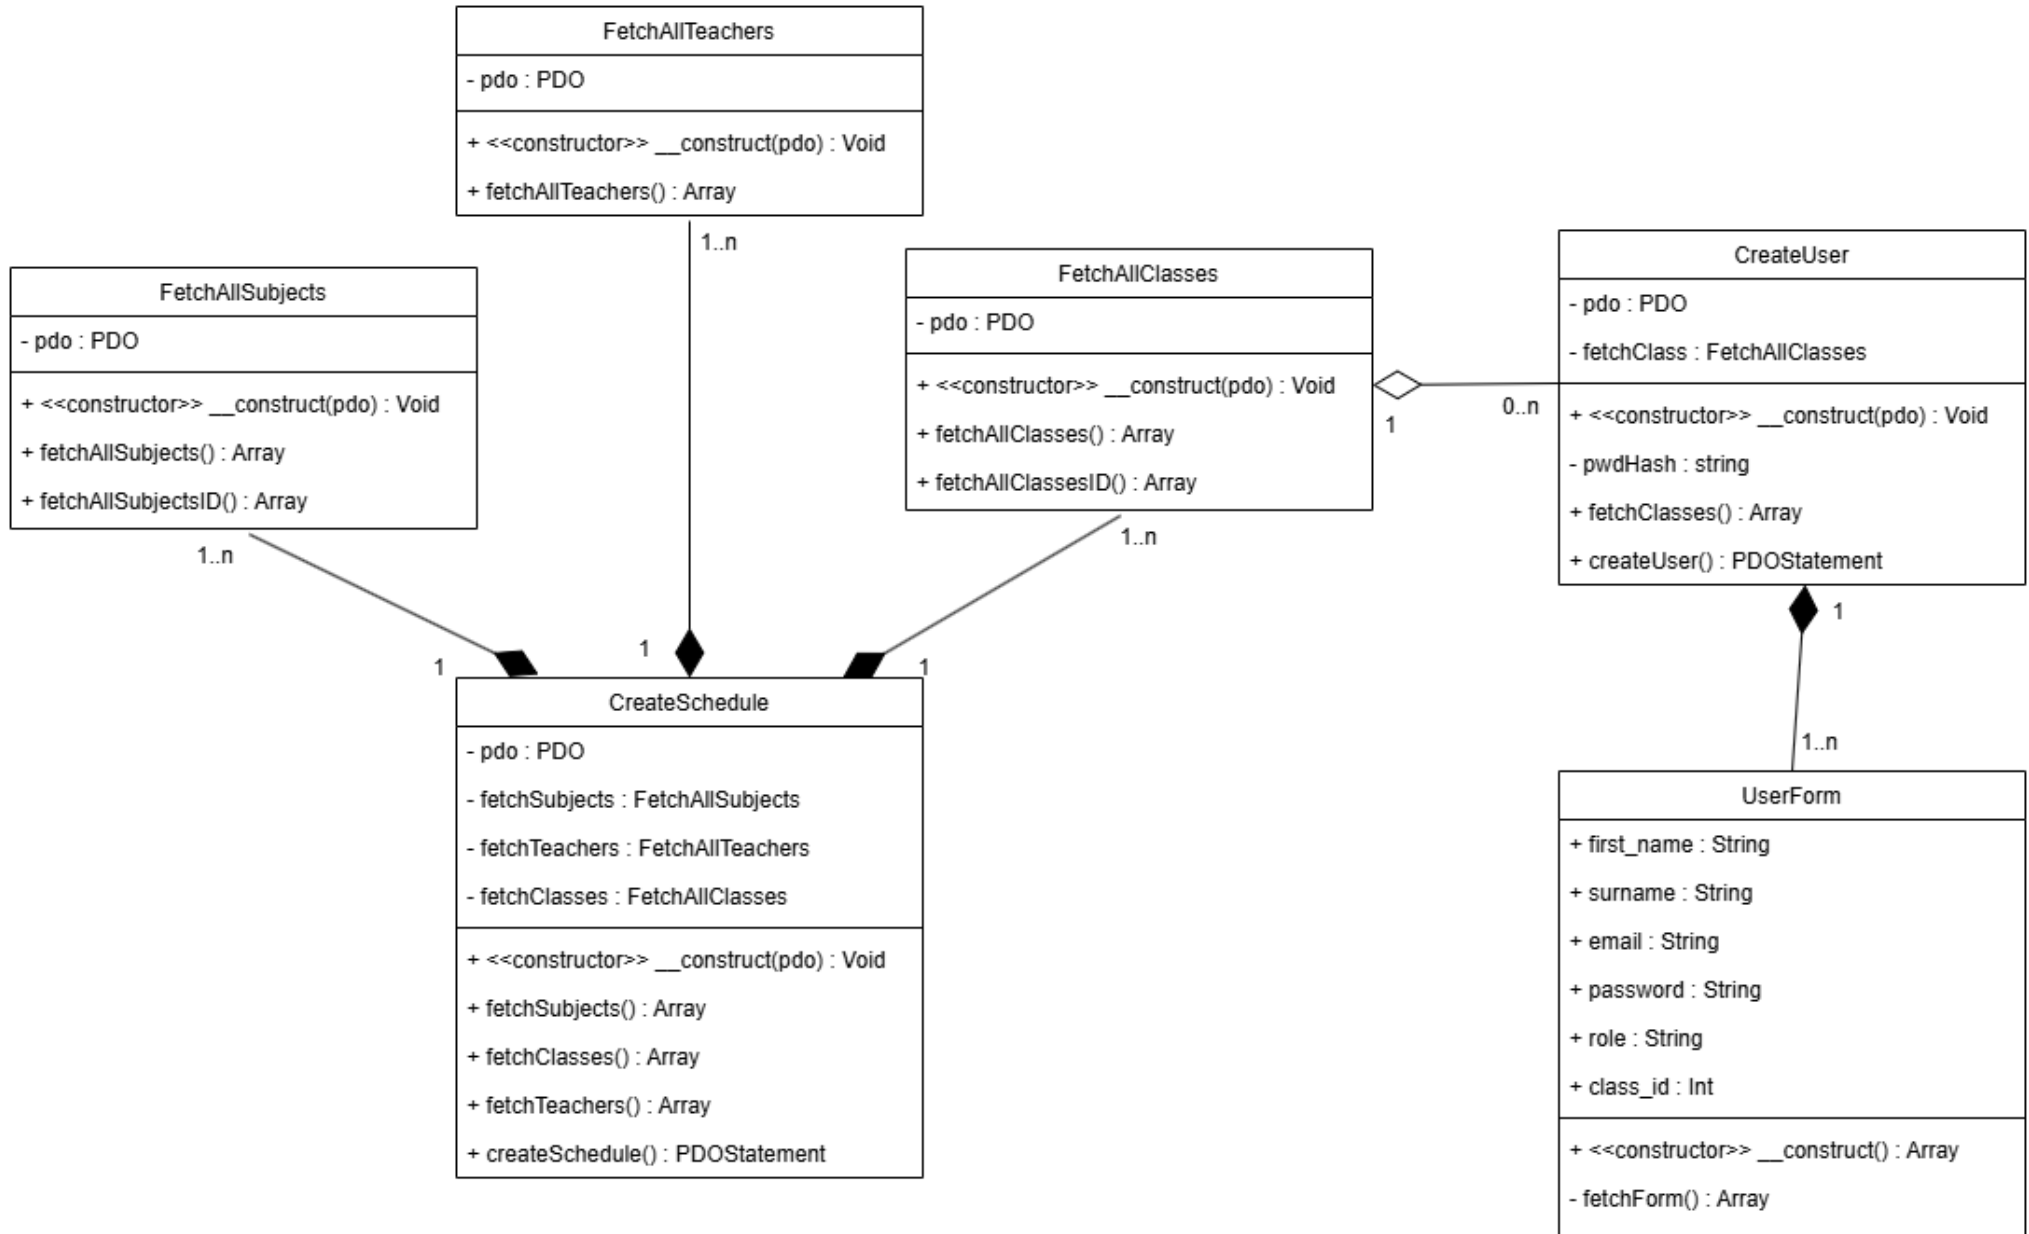 FetchAllTeachers
- pdo : PDO
+ <<constructor>> __construct(pdo) : Void
+ fetchAllTeachers() : Array
1..n
FetchAllSubjects
- pdo : PDO
+ <<constructor>> __construct(pdo) : Void
+ fetchAllSubjects() : Array
+ fetchAllSubjectsID() : Array
1..n
1
FetchAllClasses
- pdo : PDO
+ <<constructor>> __construct(pdo) : Void
+ fetchAllClasses() : Array
+ fetchAllClassesID() : Array
1..n
1
0..n
CreateUser
- pdo : PDO
- fetchClass : FetchAllClasses
+ <<constructor>> __construct(pdo) : Void
- pwdHash : string
+ fetchClasses() : Array
+ createUser() : PDOStatement
1
1..n
1
1
CreateSchedule
- pdo : PDO
- fetchSubjects : FetchAllSubjects
- fetchTeachers : FetchAllTeachers
- fetchClasses : FetchAllClasses
+ <<constructor>> __construct(pdo) : Void
+ fetchSubjects() : Array
+ fetchClasses() : Array
+ fetchTeachers() : Array
+ createSchedule() : PDOStatement
UserForm
+ first_name : String
+ surname : String
+ email : String
+ password : String
+ role : String
+ class_id : Int
+ <<constructor>> __construct() : Array
- fetchForm() : Array